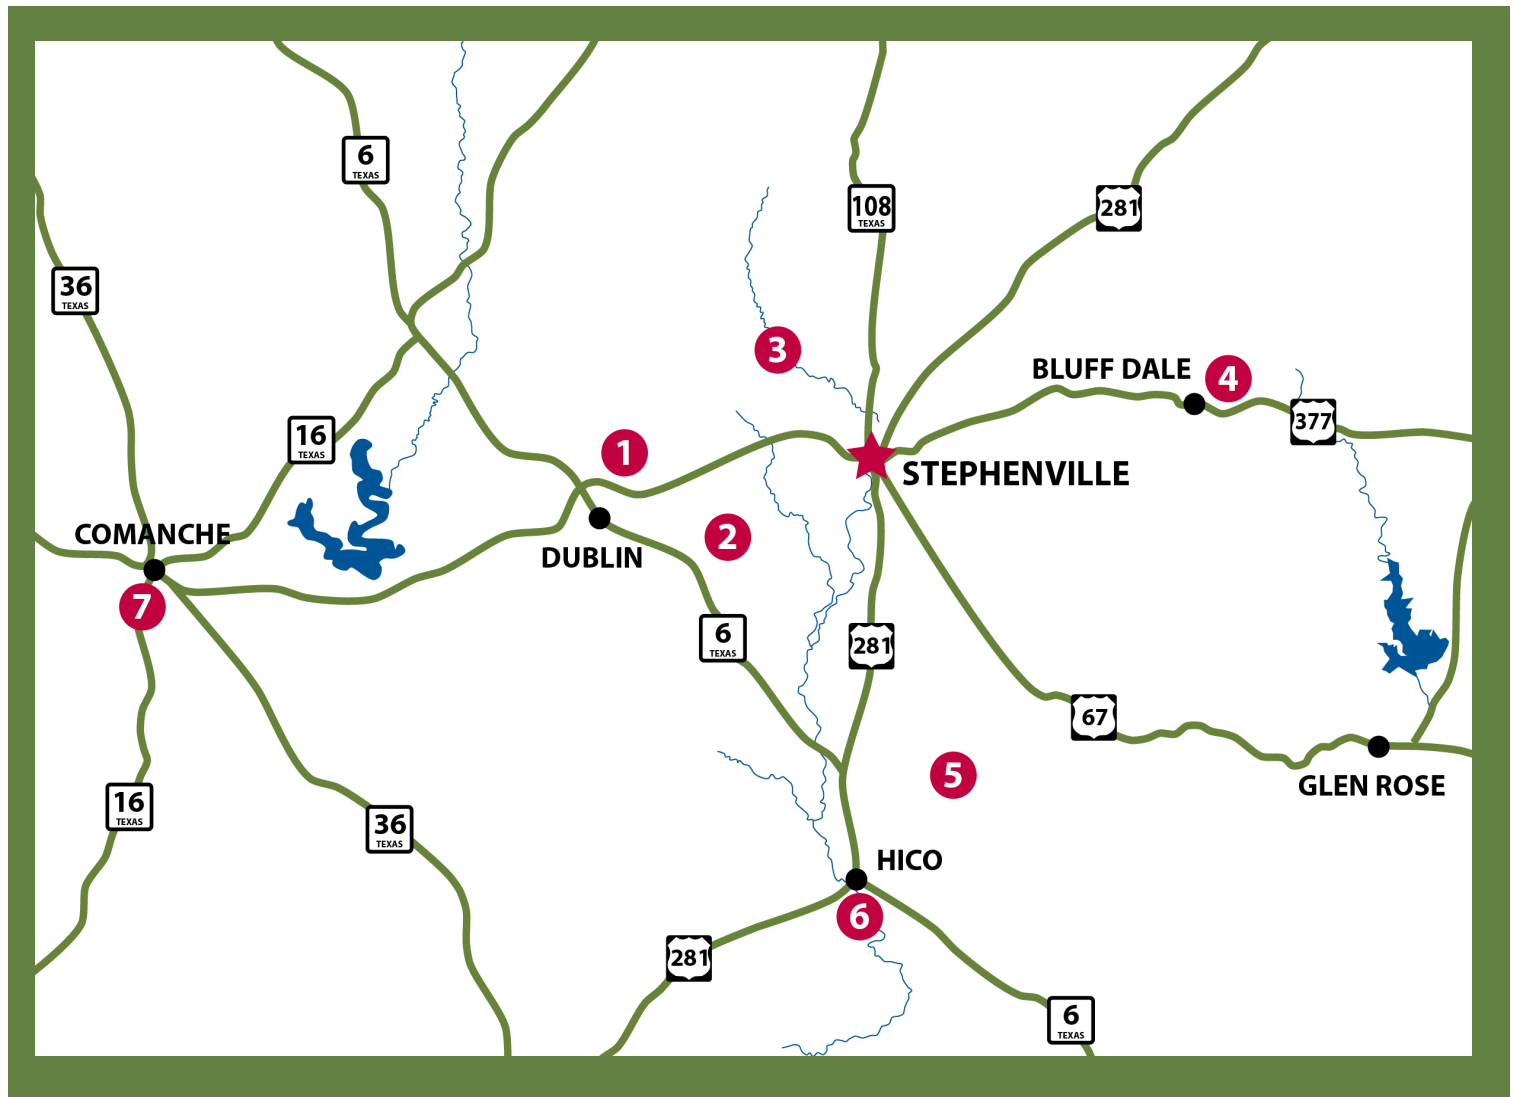 6
TEXAS
108
TEXAS
281
36
TEXAS
3
BLUFF DALE
4
377
16
TEXAS
1
STEPHENVILLE
COMANCHE
2
DUBLIN
7
6
TEXAS
281
67
5
GLEN ROSE
16
TEXAS
36
TEXAS
HICO
6
281
6
TEXAS